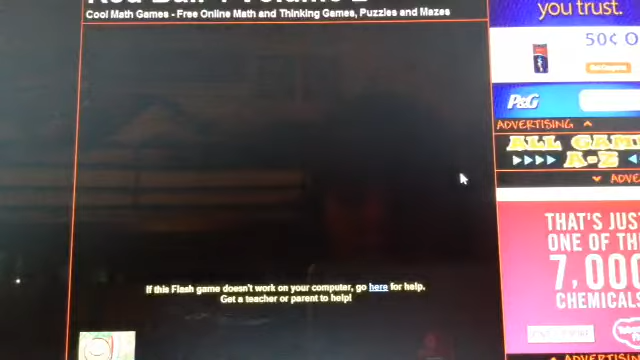 Cool Math Games - Free Online Math and Thinking Games, Puzzles and Mazes
If this Flash game doesn't work on your computer, go here for help.
Get a teacher or parent to help!
you trust.
50¢
P&G
ADVERTISING
ALL GAM
A-Z
ADVE
THAT'S JUS
ONE OF TH
7,000
CHEMICALS
ADVERTISIN